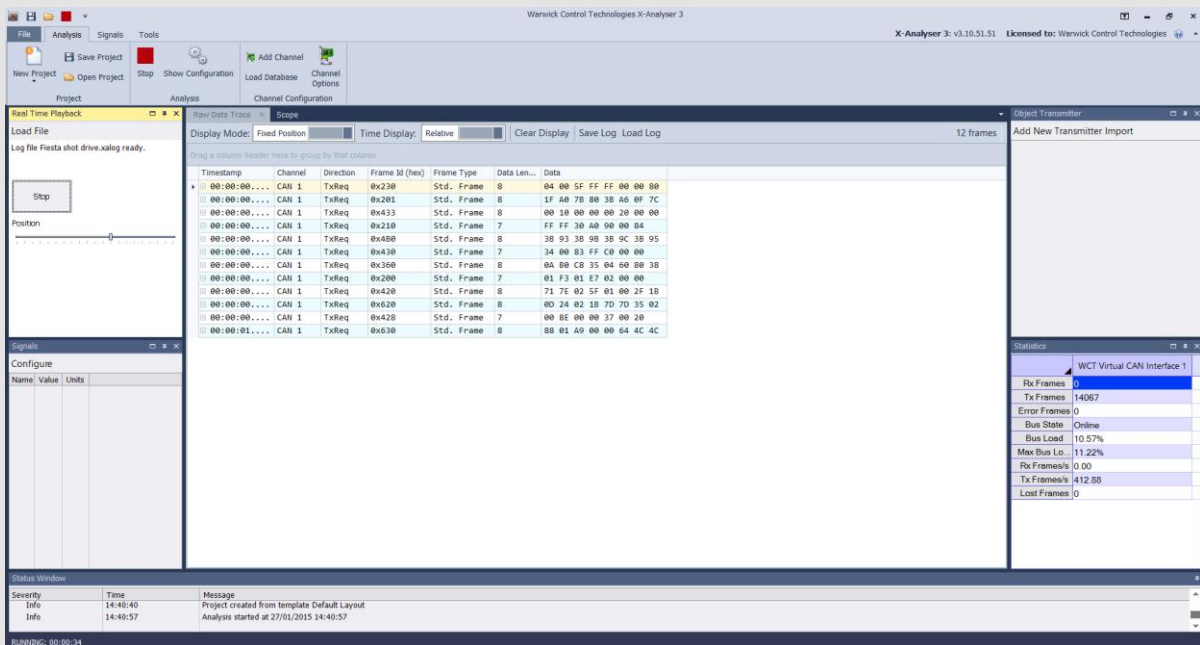 Warwick Control Technologies X-Analyser 3
File Analysis Signals Tools
X-Analyser 3: v3.10.51.51 Licensed to: Warwick Control Technologies
New Project Save Project Open Project Stop Show Configuration Add Channel Load Database Channel Options
Project Analysis Channel Configuration
Real Time Playback
Load File
Log file Fiesta shot drive.xalog ready.
Stop
Position
Raw Data Trace Scope
Display Mode: Fixed Position Time Display: Relative Clear Display Save Log Load Log 12 frames
Drag a column header here to group by that column
Timestamp Channel Direction Frame Id (hex) Frame Type Data Len... Data
00:00:00.... CAN 1 TxReq 0x230 Std. Frame 8 04 00 5F FF FF 00 00 80
00:00:00.... CAN 1 TxReq 0x201 Std. Frame 8 1F A0 7B 80 3B A6 0F 7C
00:00:00.... CAN 1 TxReq 0x433 Std. Frame 8 00 10 00 00 00 20 00 00
00:00:00.... CAN 1 TxReq 0x210 Std. Frame 7 FF FF 30 A0 90 00 84
00:00:00.... CAN 1 TxReq 0x4B0 Std. Frame 8 3B 93 3B 9B 3B 9C 3B 95
00:00:00.... CAN 1 TxReq 0x430 Std. Frame 7 34 00 83 FF C0 00 00
00:00:00.... CAN 1 TxReq 0x360 Std. Frame 8 0A B0 C8 35 04 60 80 38
00:00:00.... CAN 1 TxReq 0x200 Std. Frame 7 01 F3 01 E7 02 00 00
00:00:00.... CAN 1 TxReq 0x420 Std. Frame 8 71 7E 02 5F 01 00 2F 1B
00:00:00.... CAN 1 TxReq 0x620 Std. Frame 8 0D 24 02 1B 7D 7D 35 02
00:00:00.... CAN 1 TxReq 0x428 Std. Frame 7 00 8E 00 00 37 00 20
00:00:01.... CAN 1 TxReq 0x630 Std. Frame 8 88 01 A9 00 00 64 4C 4C
Object Transmitter
Add New Transmitter Import
Signals
Configure
Name Value Units
Statistics
WCT Virtual CAN Interface 1
Rx Frames 0
Tx Frames 14067
Error Frames 0
Bus State Online
Bus Load 10.57%
Max Bus Lo... 11.22%
Rx Frames/s 0.00
Tx Frames/s 412.88
Lost Frames 0
Status Window
Severity Time Message
Info 14:40:40 Project created from template Default Layout
Info 14:40:57 Analysis started at 27/01/2015 14:40:57
RUNNING: 00:00:34